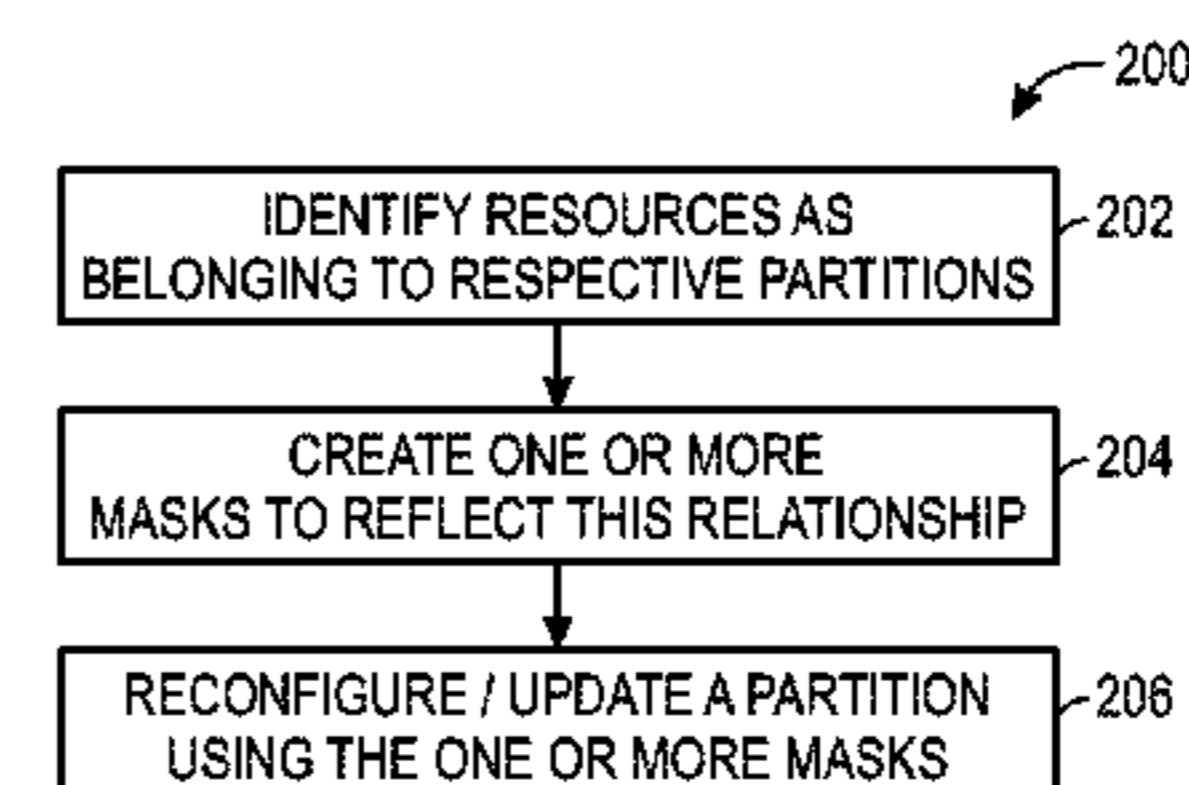 200
IDENTIFY RESOURCES AS
BELONGING TO RESPECTIVE PARTITIONS
202
CREATE ONE OR MORE
MASKS TO REFLECT THIS RELATIONSHIP
204
RECONFIGURE / UPDATE A PARTITION
USING THE ONE OR MORE MASKS
206